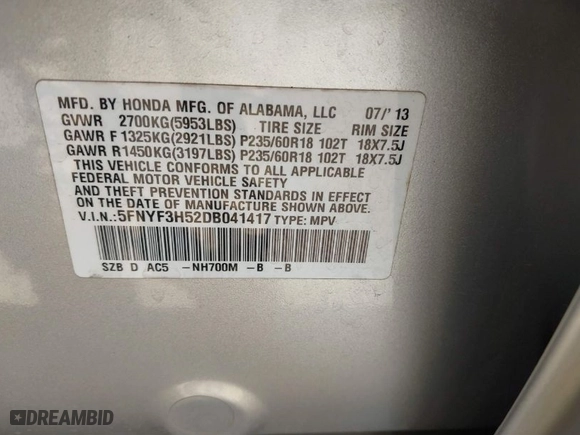 MFD. BY HONDA MFG. OF ALABAMA, LLC 07/'13
GVWR 2700KG(5953LBS) TIRE SIZE RIM SIZE
GAWR F 1325KG(2921LBS) P235/60R18 102T 18X7.5J
GAWR R 1450KG(3197LBS) P235/60R18 102T 18X7.5J
THIS VEHICLE CONFORMS TO ALL APPLICABLE
FEDERAL MOTOR VEHICLE SAFETY
AND THEFT PREVENTION STANDARDS IN EFFECT
ON THE DATE OF MANUFACTURE SHOWN ABOVE.
V.I.N.:5FNYF3H52DB041417 TYPE: MPV
SZB D AC5 -NH700M -B -B
DREAMBID